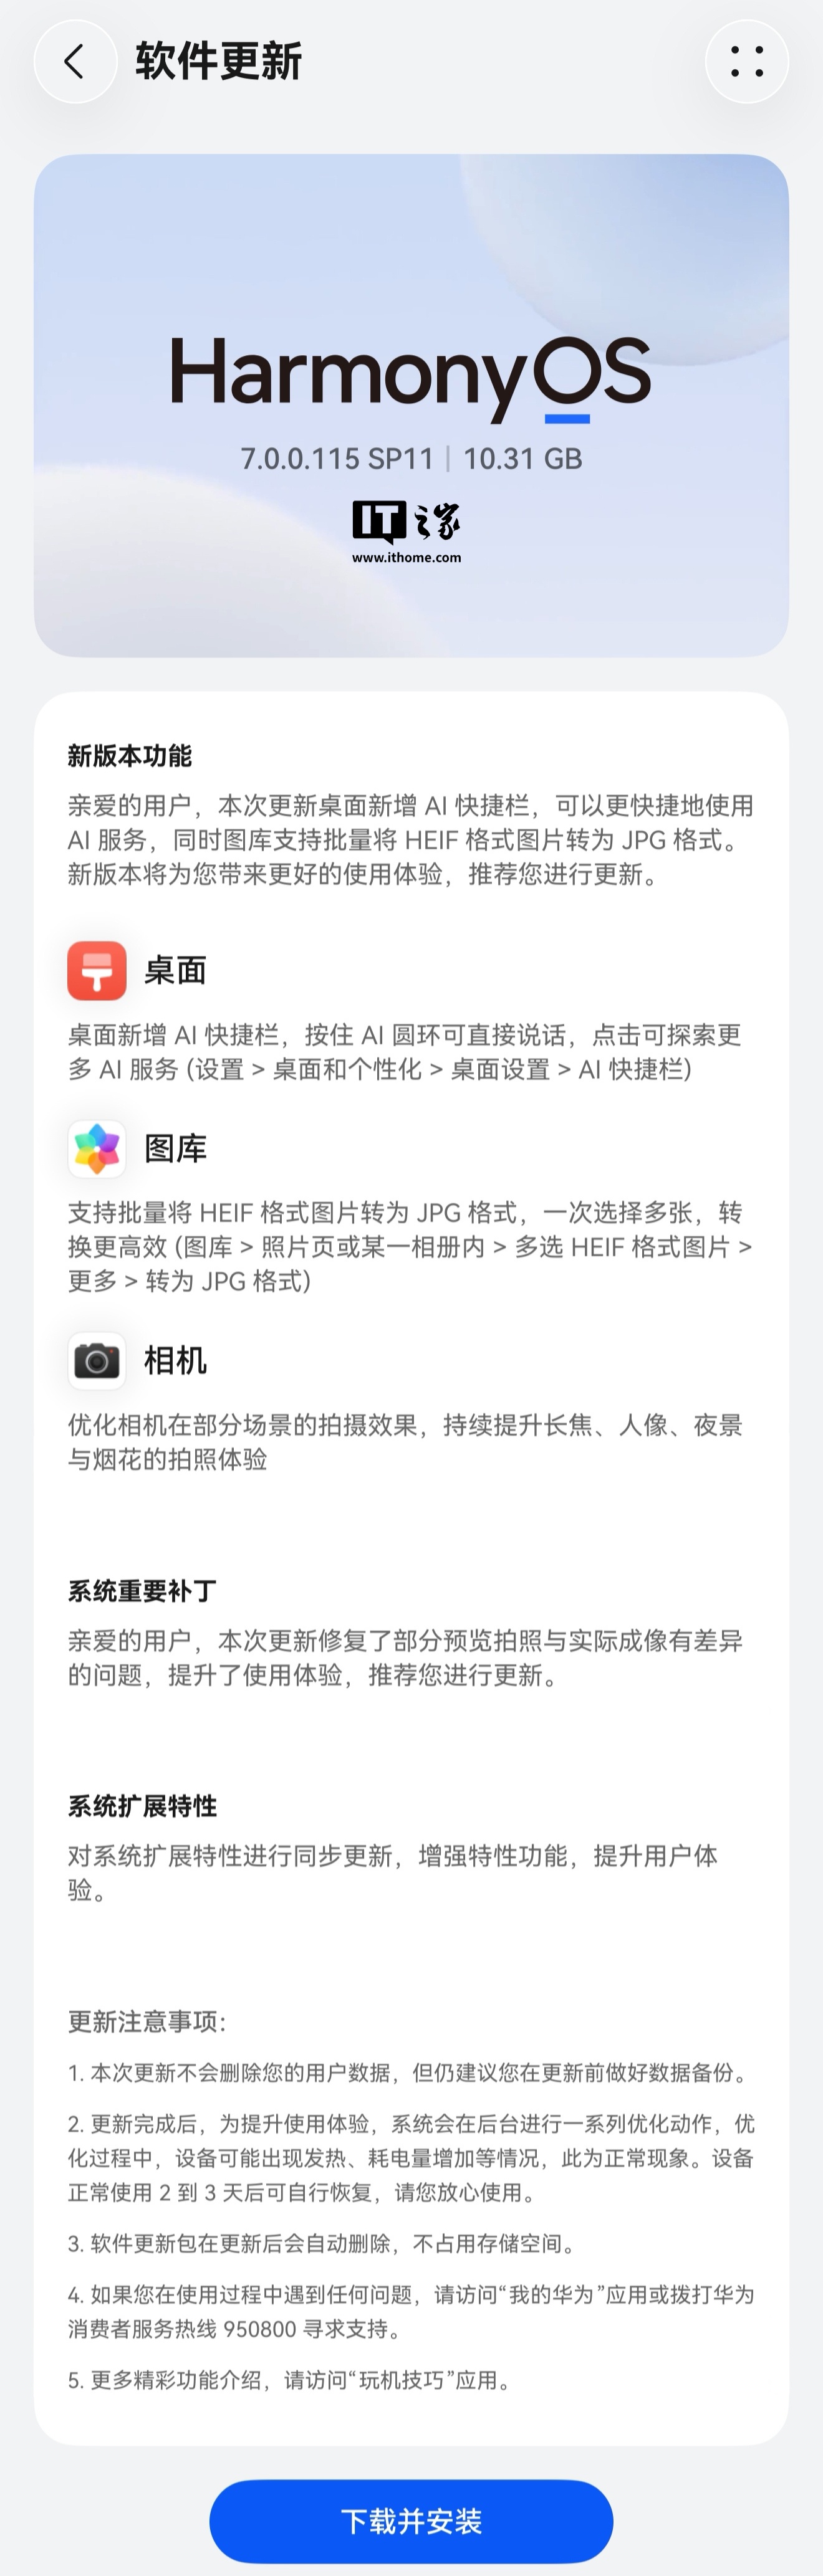 软件更新
HarmonyOS
7.0.0.115 SP11 | 10.31 GB
IT之家
www.ithome.com
新版本功能
亲爱的用户，本次更新桌面新增 AI 快捷栏，可以更快捷地使用
AI 服务，同时图库支持批量将 HEIF 格式图片转为 JPG 格式。
新版本将为您带来更好的使用体验，推荐您进行更新。
桌面
桌面新增 AI 快捷栏，按住 AI 圆环可直接说话，点击可探索更
多 AI 服务 (设置 > 桌面和个性化 > 桌面设置 > AI 快捷栏)
图库
支持批量将 HEIF 格式图片转为 JPG 格式，一次选择多张，转
换更高效 (图库 > 照片页或某一相册内 > 多选 HEIF 格式图片 >
更多 > 转为 JPG 格式)
相机
优化相机在部分场景的拍摄效果，持续提升长焦、人像、夜景
与烟花的拍照体验
系统重要补丁
亲爱的用户，本次更新修复了部分预览拍照与实际成像有差异
的问题，提升了使用体验，推荐您进行更新。
系统扩展特性
对系统扩展特性进行同步更新，增强特性功能，提升用户体
验。
更新注意事项：
1. 本次更新不会删除您的用户数据，但仍建议您在更新前做好数据备份。
2. 更新完成后，为提升使用体验，系统会在后台进行一系列优化动作，优
化过程中，设备可能出现发热、耗电量增加等情况，此为正常现象。设备
正常使用 2 到 3 天后可自行恢复，请您放心使用。
3. 软件更新包在更新后会自动删除，不占用存储空间。
4. 如果您在使用过程中遇到任何问题，请访问“我的华为”应用或拨打华为
消费者服务热线 950800 寻求支持。
5. 更多精彩功能介绍，请访问“玩机技巧”应用。
下载并安装